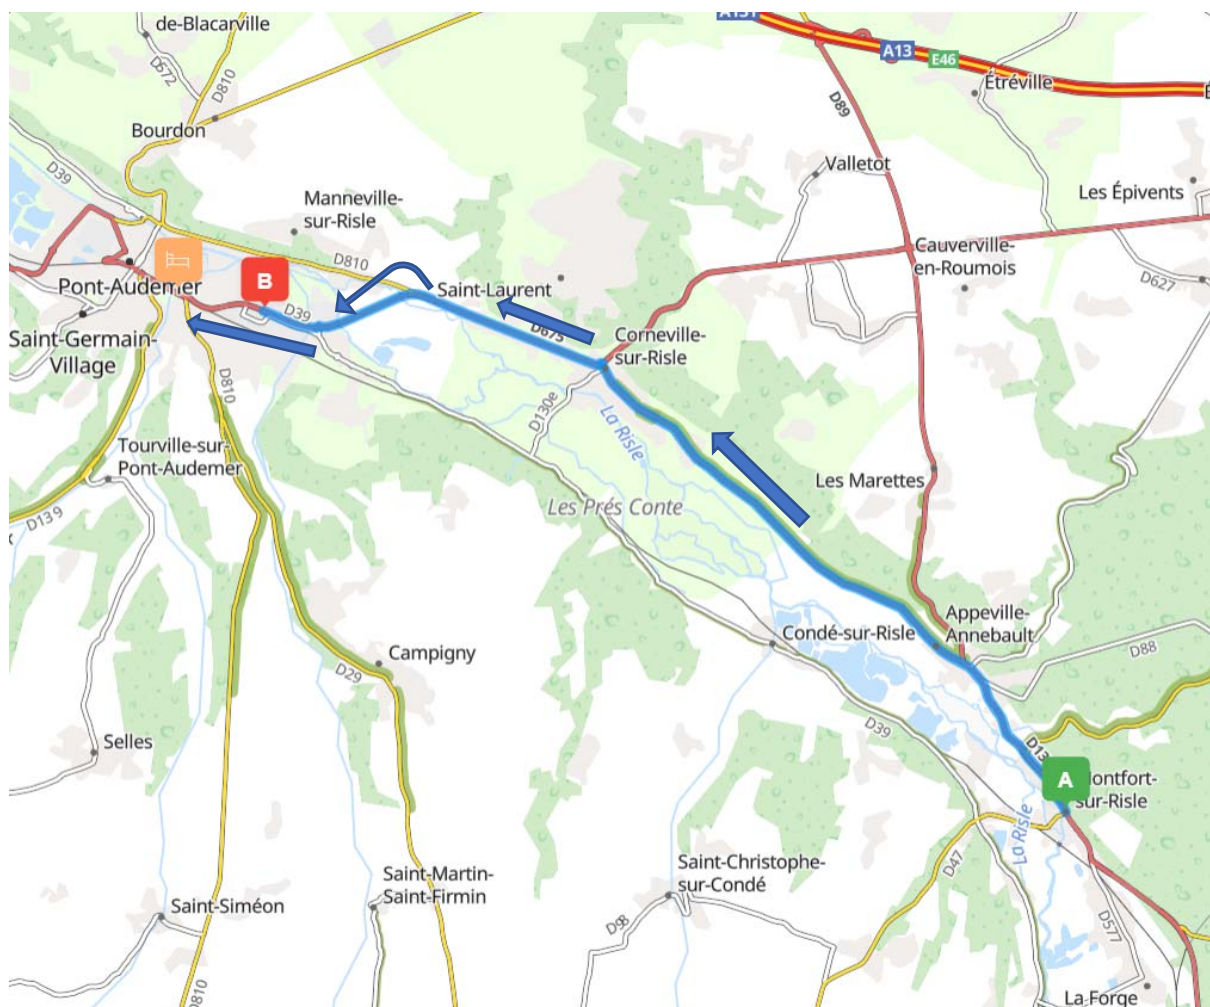 de-Blacarville
D572
D810
A131
A13
E46
Étréville
Bourdon
D89
D39
Valletot
Manneville-
sur-Risle
Les Épivents
Cauverville-
en-Roumois
D810
D627
Pont-Audemer
B
D39
Saint-Laurent
D675
Saint-Germain-
Village
Corneville-
sur-Risle
D810
D130e
La Risle
Tourville-sur-
Pont-Audemer
Les Marettes
Les Prés Conte
D139
Appeville-
Annebault
Condé-sur-Risle
D88
Campigny
D29
Selles
D39
D13
A
Montfort-
sur-Risle
La Risle
D47
Saint-Christophe-
sur-Condé
Saint-Martin-
Saint-Firmin
Saint-Siméon
D98
D577
D810
La Forge